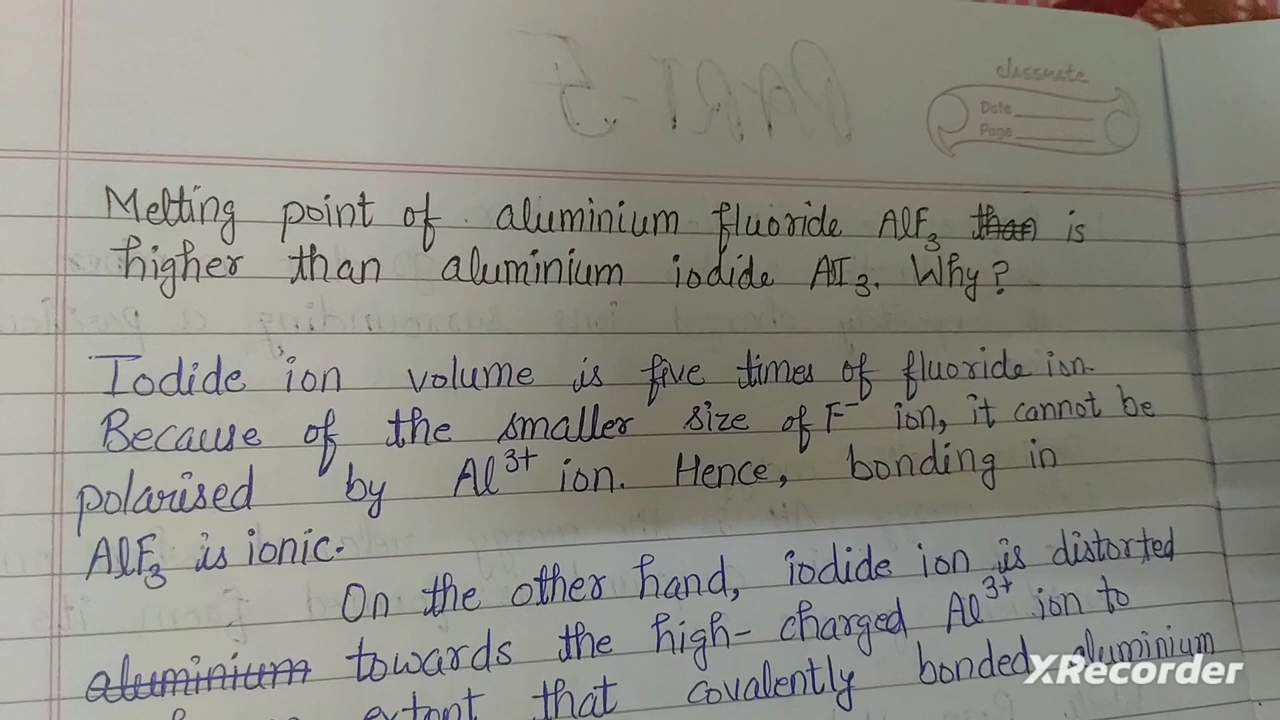 PART-5
classmate
Date
Page
Melting point of aluminium fluoride AlF₃ than is
higher than aluminium iodide AlI₃. Why?
Iodide ion volume is five times of fluoride ion.
Because of the smaller size of F⁻ ion, it cannot be
polarised by Al³⁺ ion. Hence, bonding in
AlF₃ is ionic.
On the other hand, iodide ion is distorted
aluminium towards the high-charged Al³⁺ ion to
extent that covalently bonded aluminium
XRecorder